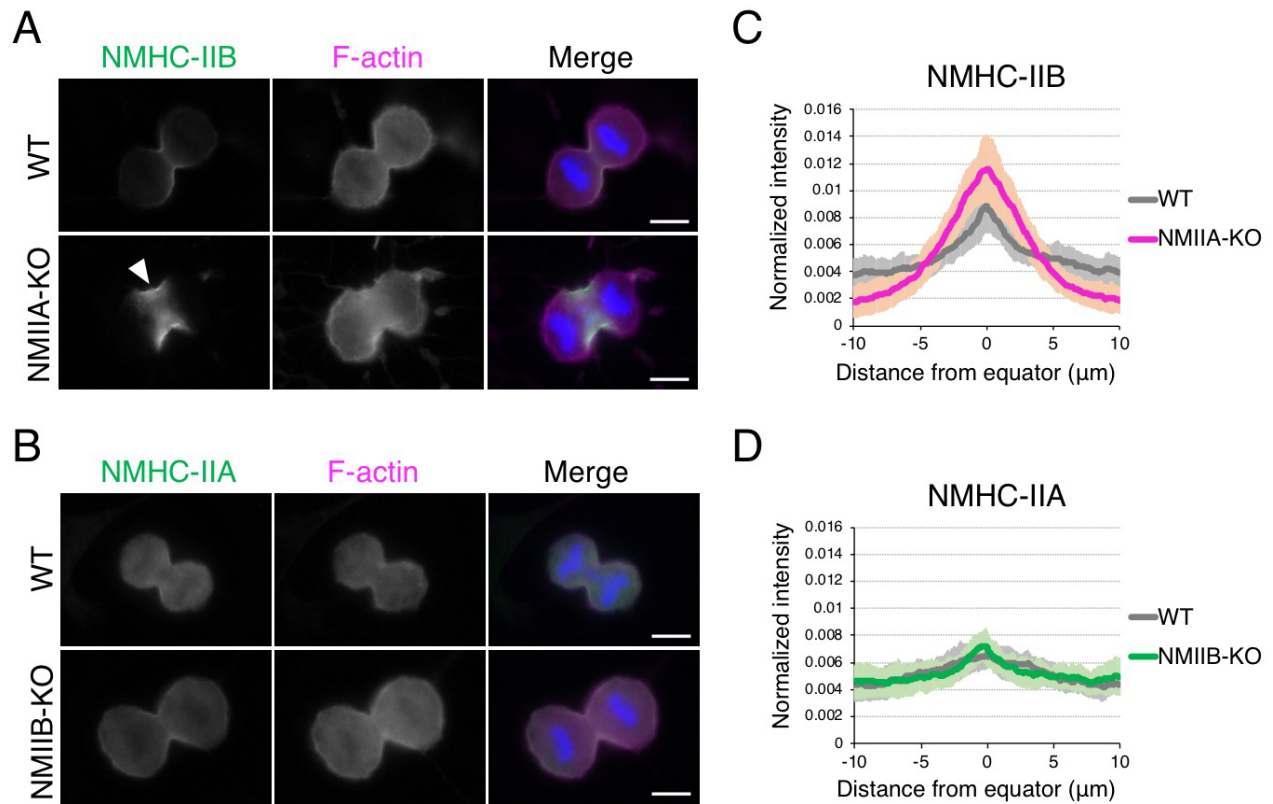 A
NMHC-IIB F-actin Merge
WT
NMIIA-KO
B
NMHC-IIA F-actin Merge
WT
NMIIB-KO
C
NMHC-IIB
Normalized intensity
0.016
0.014
0.012
0.01
0.008
0.006
0.004
0.002
0
-10 -5 0 5 10
Distance from equator (μm)
WT
NMIIA-KO
D
NMHC-IIA
Normalized intensity
0.016
0.014
0.012
0.01
0.008
0.006
0.004
0.002
0
-10 -5 0 5 10
Distance from equator (μm)
WT
NMIIB-KO